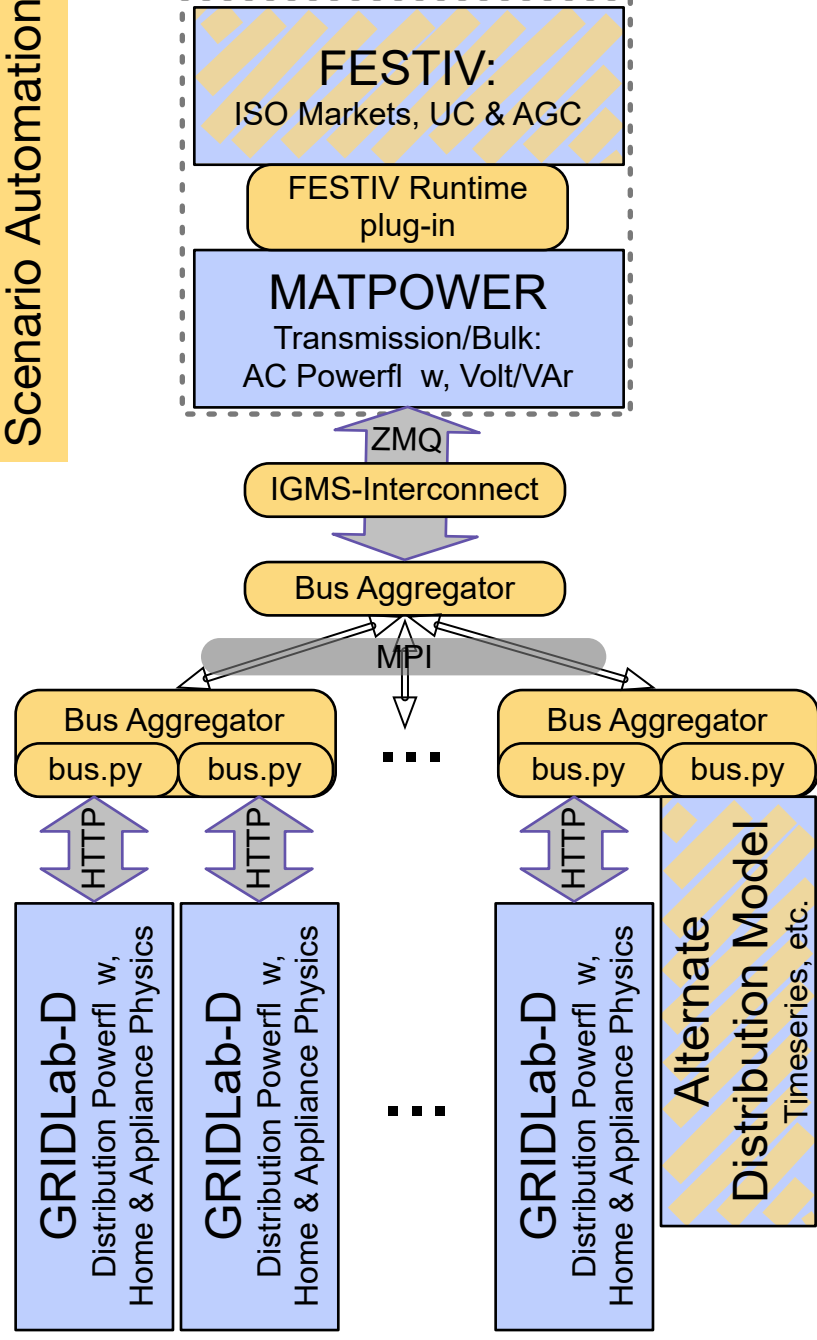 Scenario Automation
FESTIV:
ISO Markets, UC & AGC
FESTIV Runtime
plug-in
MATPOWER
Transmission/Bulk:
AC Powerfl w, Volt/VAr
ZMQ
IGMS-Interconnect
Bus Aggregator
MPI
Bus Aggregator
bus.py
bus.py
...
Bus Aggregator
bus.py
bus.py
HTTP
HTTP
HTTP
GRIDLab-D
Distribution Powerfl w,
Home & Appliance Physics
GRIDLab-D
Distribution Powerfl w,
Home & Appliance Physics
...
GRIDLab-D
Distribution Powerfl w,
Home & Appliance Physics
Alternate
Distribution Model
Timeseries, etc.